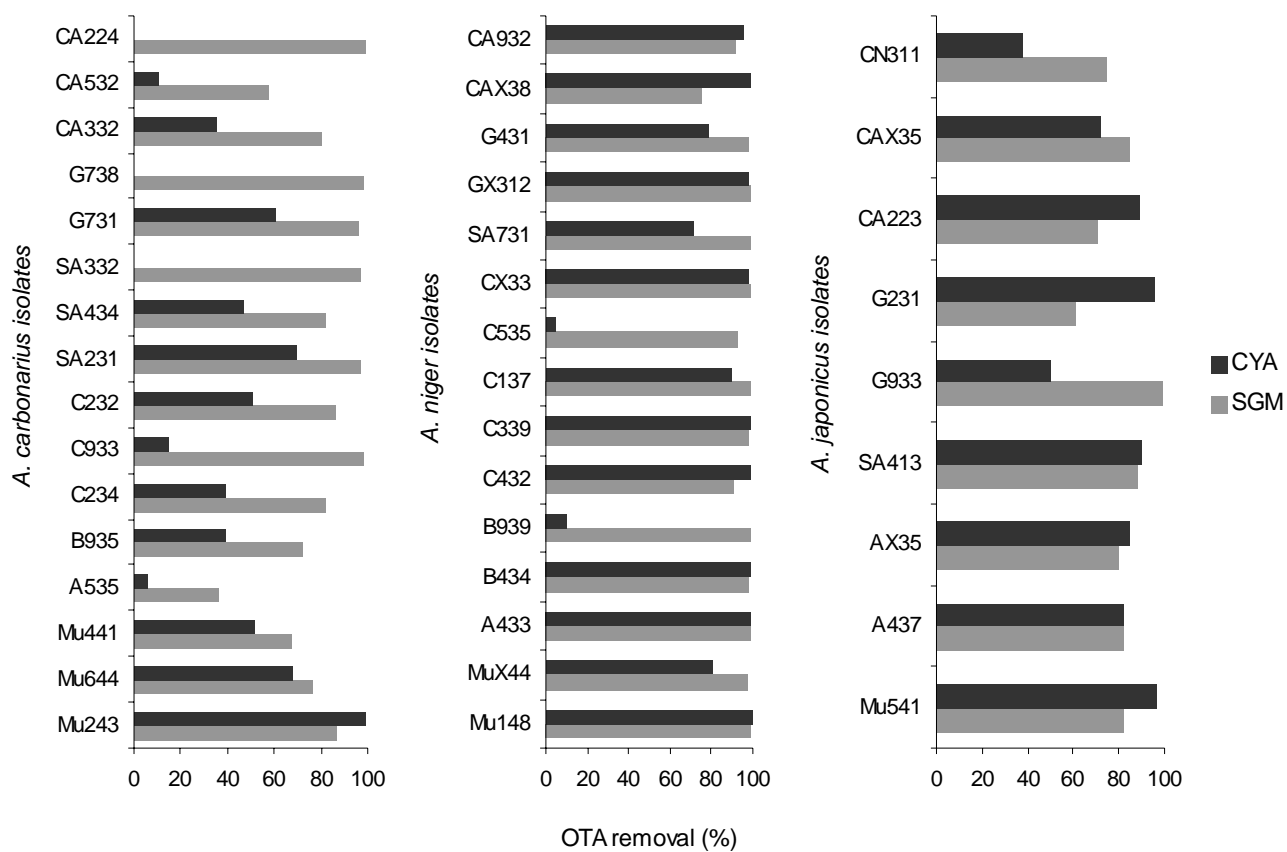 A. carbonarius isolates
CA224
CA532
CA332
G738
G731
SA332
SA434
SA231
C232
C933
C234
B935
A535
Mu441
Mu644
Mu243
0 20 40 60 80 100
A. niger isolates
CA932
CAX38
G431
GX312
SA731
CX33
C535
C137
C339
C432
B939
B434
A433
MuX44
Mu148
0 20 40 60 80 100
A. japonicus isolates
CN311
CAX35
CA223
G231
G933
SA413
AX35
A437
Mu541
0 20 40 60 80 100
CYA
SGM
OTA removal (%)